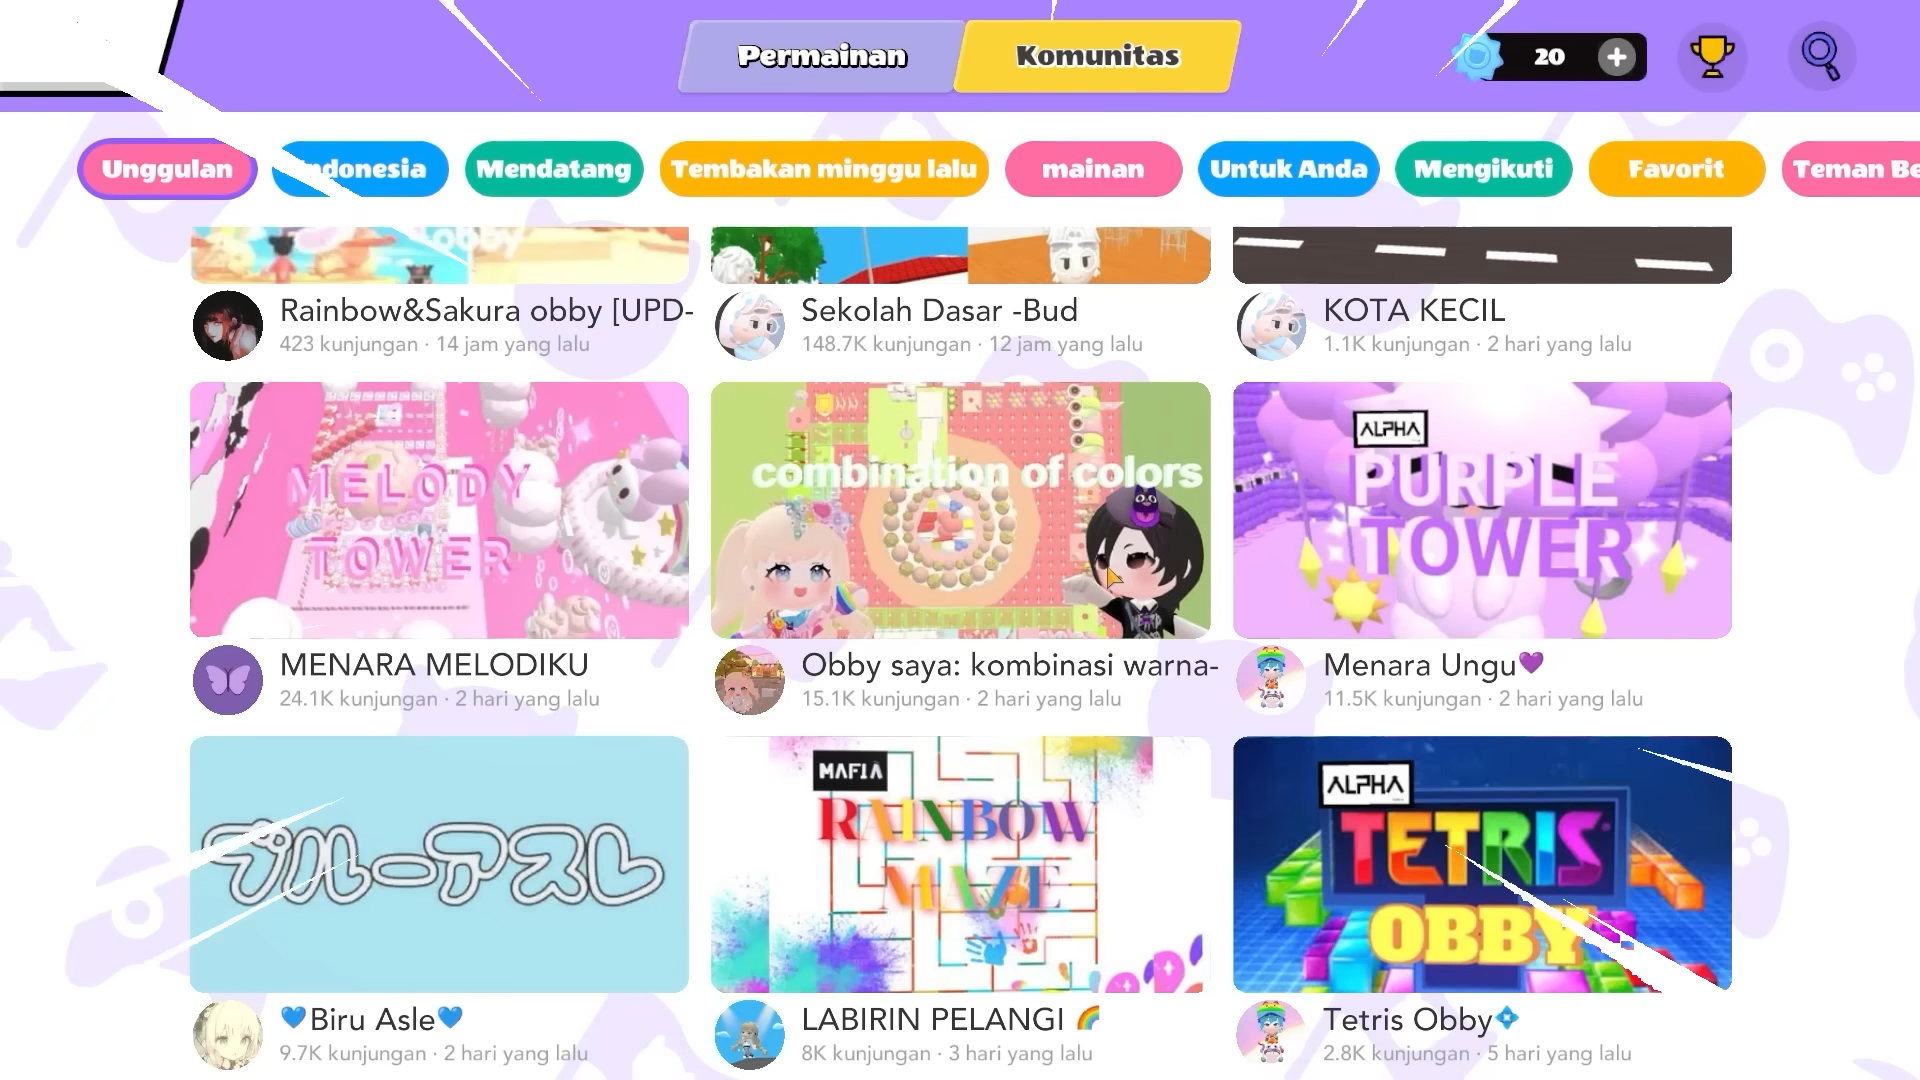 Permainan
Komunitas
20
Unggulan
Indonesia
Mendatang
Tembakan minggu lalu
mainan
Untuk Anda
Mengikuti
Favorit
Teman Be
obby
Rainbow&Sakura obby [UPD-
423 kunjungan · 14 jam yang lalu
Sekolah Dasar -Bud
148.7K kunjungan · 12 jam yang lalu
KOTA KECIL
1.1K kunjungan · 2 hari yang lalu
MELODY
TOWER
combination of colors
ALPHA
PURPLE
TOWER
MENARA MELODIKU
24.1K kunjungan · 2 hari yang lalu
Obby saya: kombinasi warna-
15.1K kunjungan · 2 hari yang lalu
Menara Ungu💜
11.5K kunjungan · 2 hari yang lalu
ブルーアスレ
MAFIA
RAINBOW
MAZE
ALPHA
TETRIS
OBBY
💙Biru Asle💙
9.7K kunjungan · 2 hari yang lalu
LABIRIN PELANGI 🌈
8K kunjungan · 3 hari yang lalu
Tetris Obby💠
2.8K kunjungan · 5 hari yang lalu